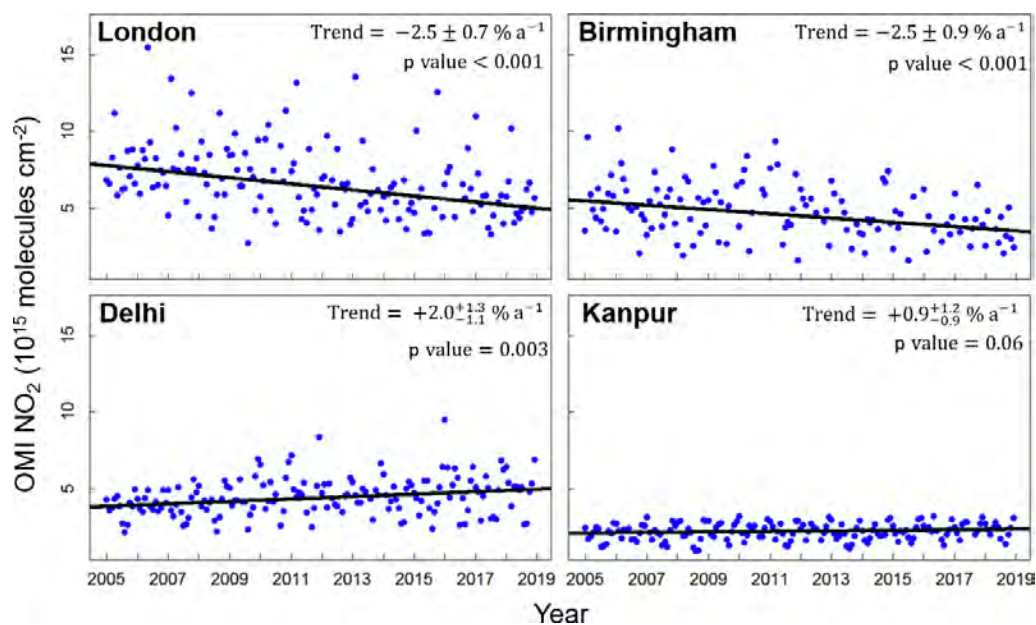 London
Trend = −2.5 ± 0.7 % a⁻¹
p value < 0.001
Birmingham
Trend = −2.5 ± 0.9 % a⁻¹
p value < 0.001
15
10
5
Delhi
Trend = +2.0 +1.3 −1.1 % a⁻¹
p value = 0.003
Kanpur
Trend = +0.9 +1.2 −0.9 % a⁻¹
p value = 0.06
15
10
5
OMI NO₂ (10¹⁵ molecules cm⁻²)
2005 2007 2009 2011 2013 2015 2017 2019
2005 2007 2009 2011 2013 2015 2017 2019
Year